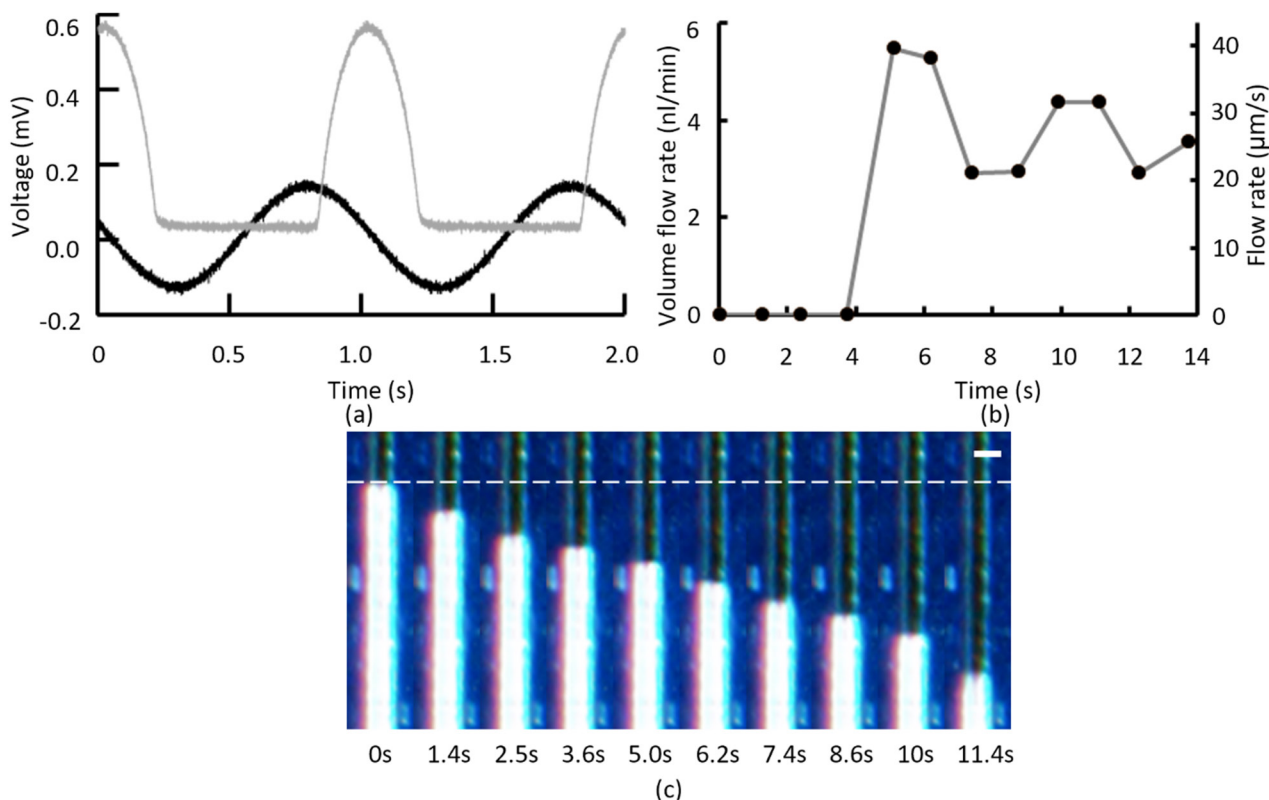 0.6
0.4
0.2
0.0
-0.2
Voltage (mV)
0 0.5 1.0 1.5 2.0
Time (s)
(a)
6
4
2
0
Volume flow rate (nl/min)
40
30
20
10
0
Flow rate (µm/s)
0 2 4 6 8 10 12 14
Time (s)
(b)
0s 1.4s 2.5s 3.6s 5.0s 6.2s 7.4s 8.6s 10s 11.4s
(c)